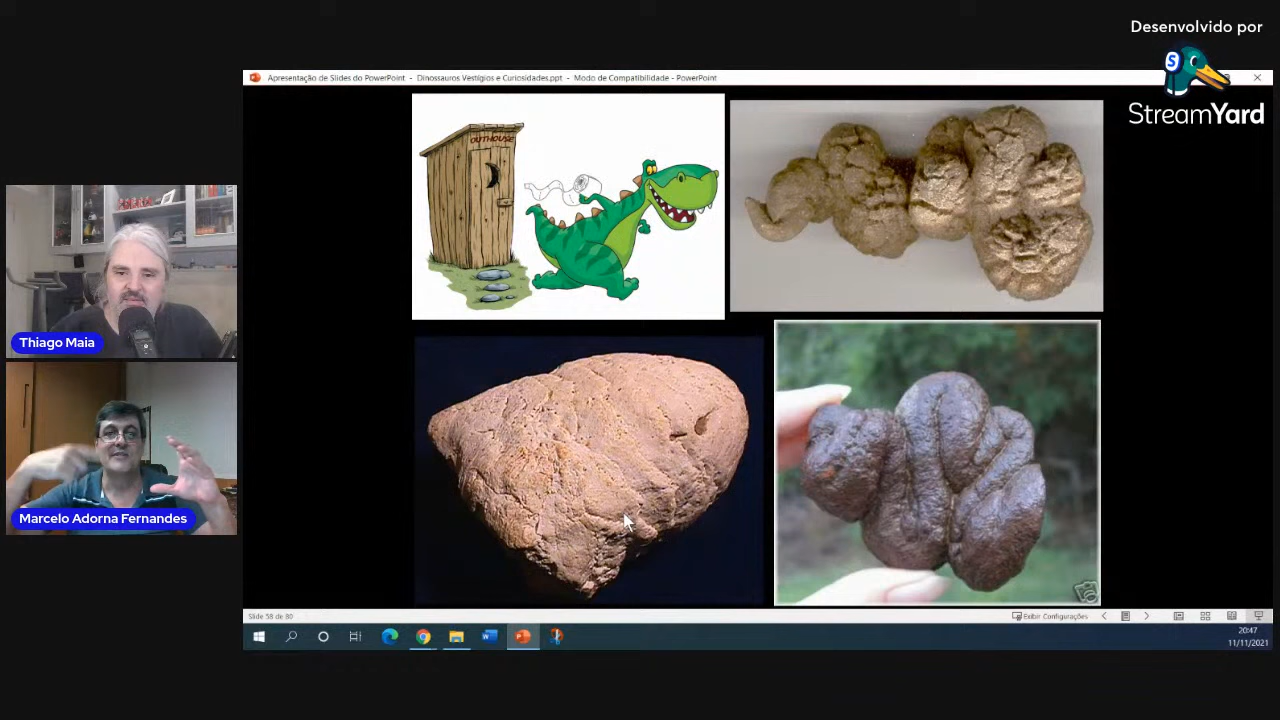 Desenvolvido por
StreamYard
Apresentação de Slides do PowerPoint - Dinossauros Vestígios e Curiosidades.ppt - Modo de Compatibilidade - PowerPoint
OUTHOUSE
Thiago Maia
Marcelo Adorna Fernandes
Slide 58 de 80
Exibir Configurações
20:47
11/11/2021